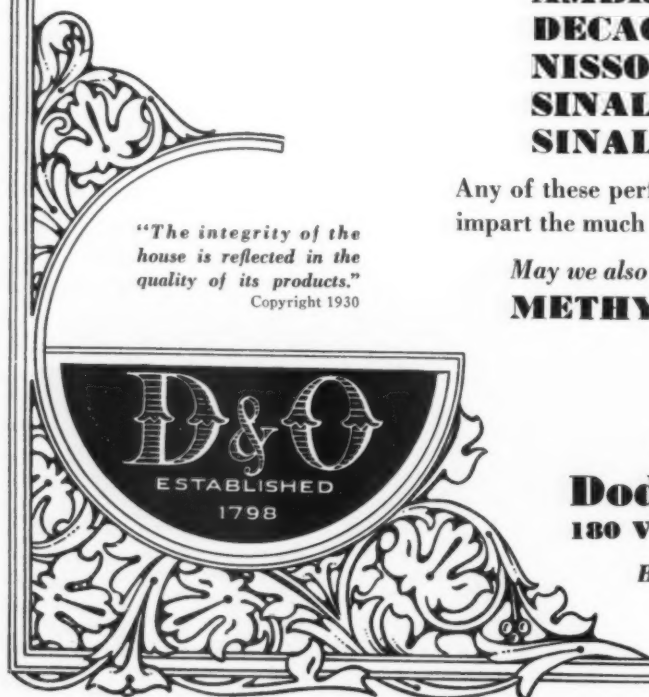 DECAG
NISSO
SINAL
SINAL
Any of these perf
impart the much
"The integrity of the
house is reflected in the
quality of its products."
Copyright 1930
May we also
METHY
D&O
ESTABLISHED
1798
Dod
180 V